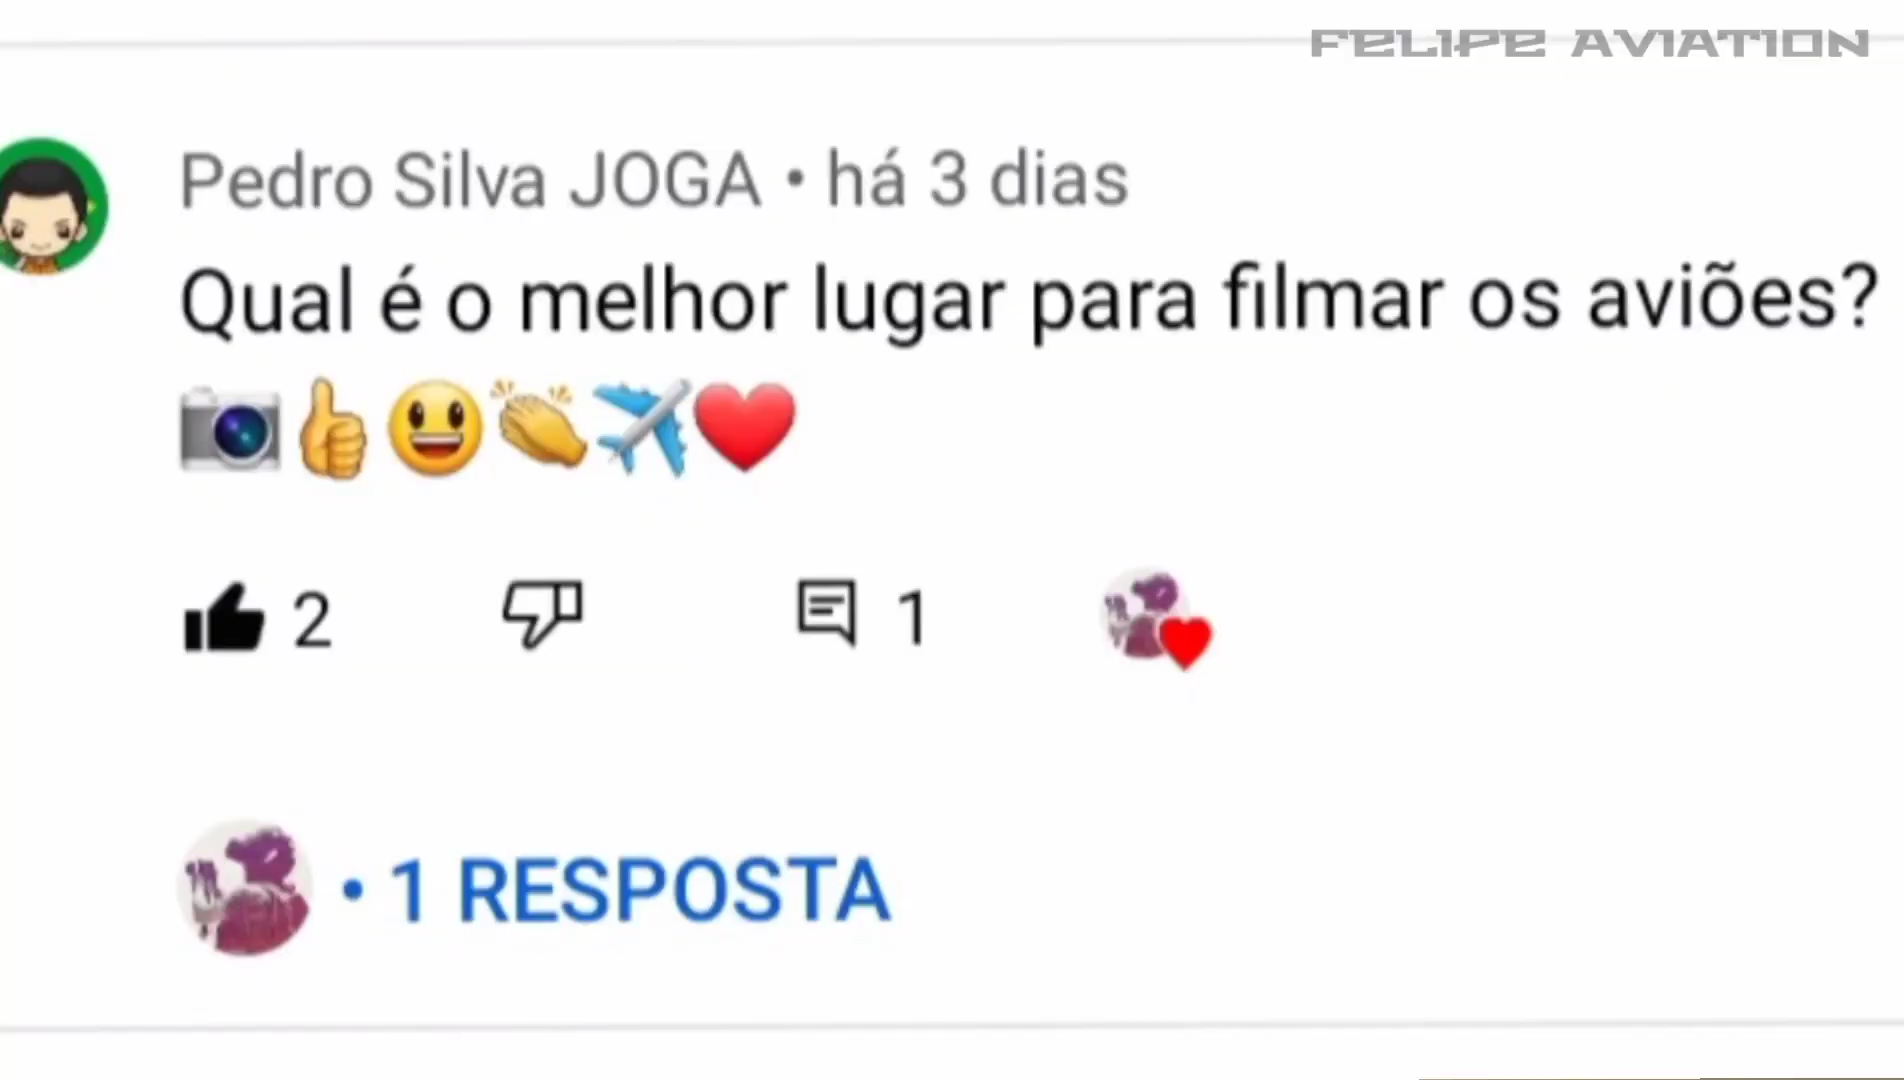 FELIPE AVIATION
Pedro Silva JOGA • há 3 dias
Qual é o melhor lugar para filmar os aviões?
📷👍😃👏✈️❤️
2 1
• 1 RESPOSTA